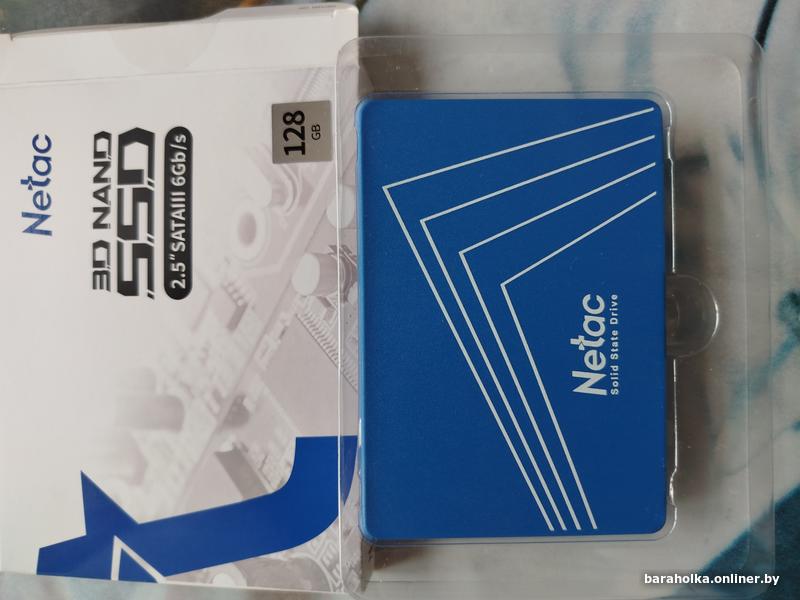 Netac
3D NAND
SSD
2.5" SATAIII 6Gb/s
128
GB
Netac
Solid State Drive
baraholka.onliner.by